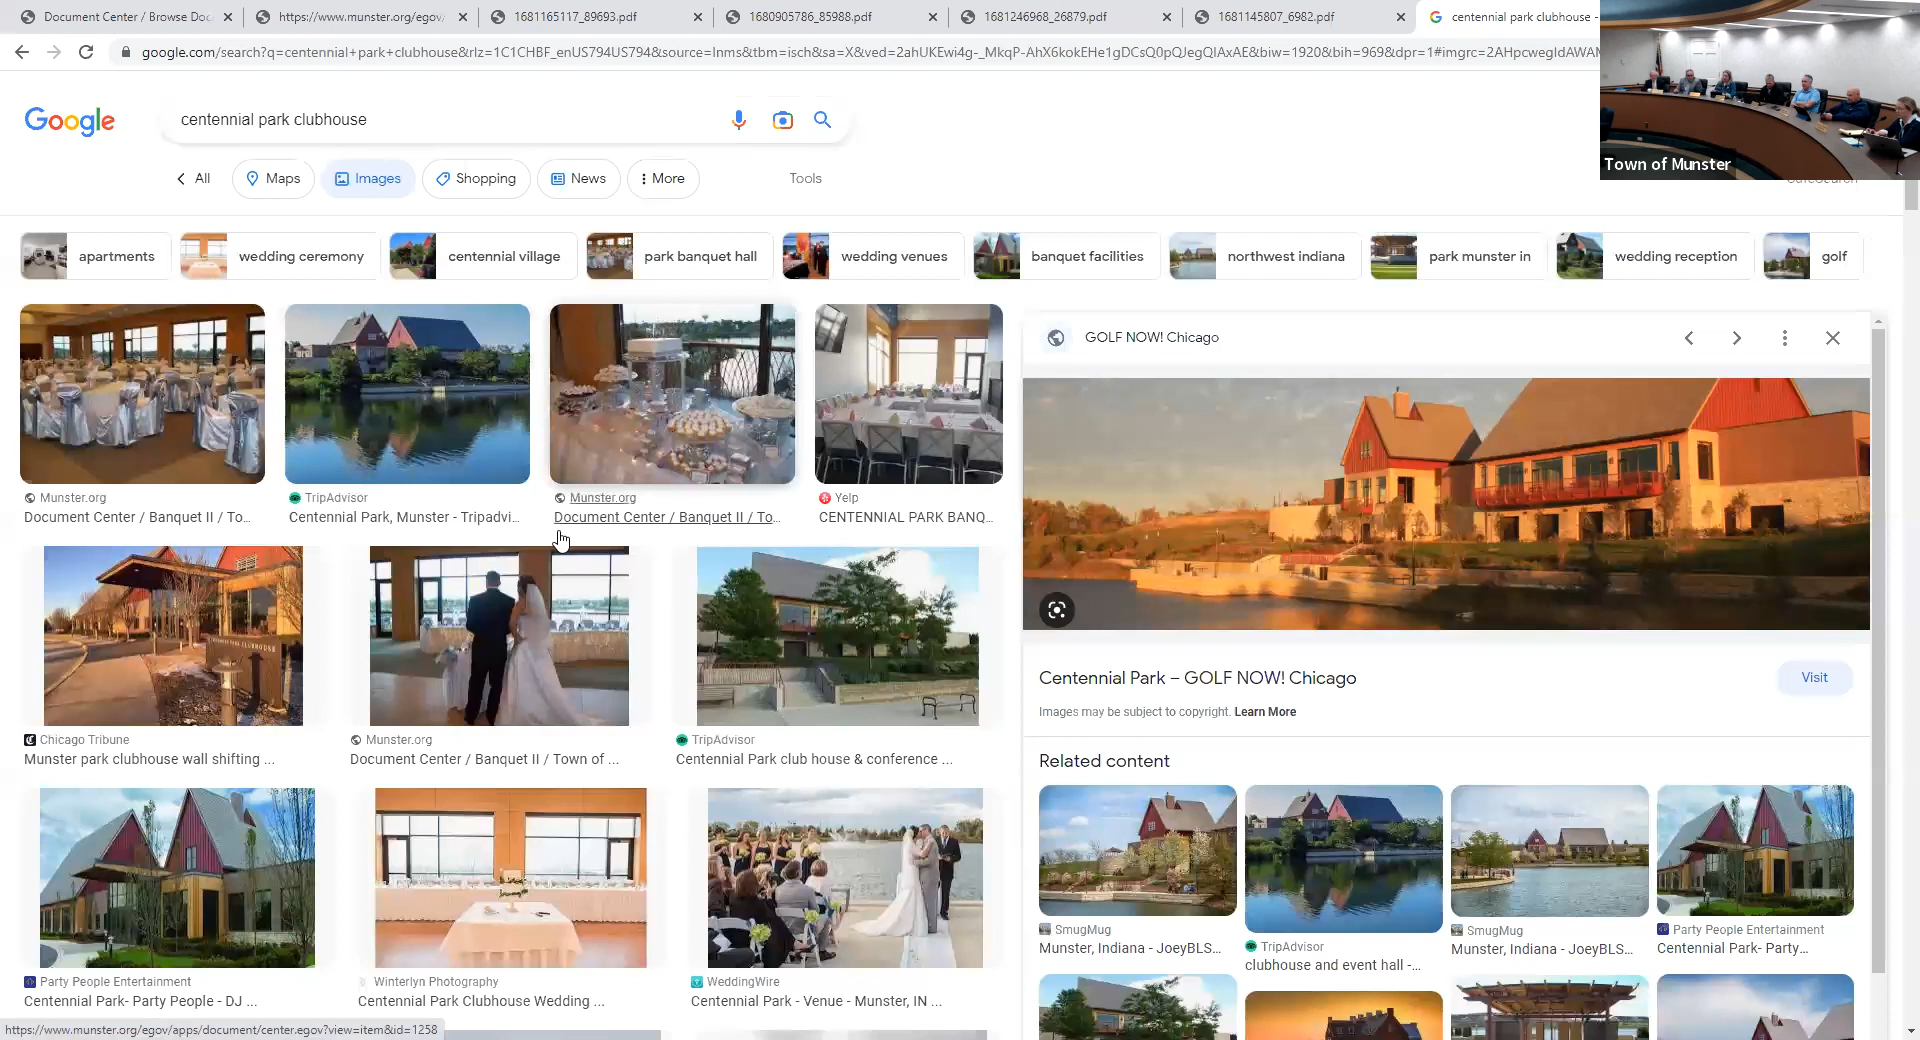 Document Center / Browse Doc
https://www.munster.org/egov/
1681165117_89693.pdf
1680905786_85988.pdf
1681246968_26879.pdf
1681145807_6982.pdf
centennial park clubhouse -
google.com/search?q=centennial+park+clubhouse&rlz=1C1CHBF_enUS794US794&source=lnms&tbm=isch&sa=X&ved=2ahUKEwi4g-_MkqP-AhX6kokEHe1gDCsQ0pQJegQIAxAE&biw=1920&bih=969&dpr=1#imgrc=2AHpcwegIdAWAM
Town of Munster
Google
centennial park clubhouse
All
Maps
Images
Shopping
News
More
Tools
apartments
wedding ceremony
centennial village
park banquet hall
wedding venues
banquet facilities
northwest indiana
park munster in
wedding reception
golf
Munster.org
Document Center / Banquet II / To...
TripAdvisor
Centennial Park, Munster - Tripadvi...
Munster.org
Document Center / Banquet II / To...
Yelp
CENTENNIAL PARK BANQ...
Chicago Tribune
Munster park clubhouse wall shifting ...
Munster.org
Document Center / Banquet II / Town of ...
TripAdvisor
Centennial Park club house & conference ...
Party People Entertainment
Centennial Park- Party People - DJ ...
Winterlyn Photography
Centennial Park Clubhouse Wedding ...
WeddingWire
Centennial Park - Venue - Munster, IN ...
GOLF NOW! Chicago
Centennial Park – GOLF NOW! Chicago
Visit
Images may be subject to copyright. Learn More
Related content
SmugMug
Munster, Indiana - JoeyBLS...
TripAdvisor
clubhouse and event hall -...
SmugMug
Munster, Indiana - JoeyBLS...
Party People Entertainment
Centennial Park- Party...
https://www.munster.org/egov/apps/document/center.egov?view=item&id=1258